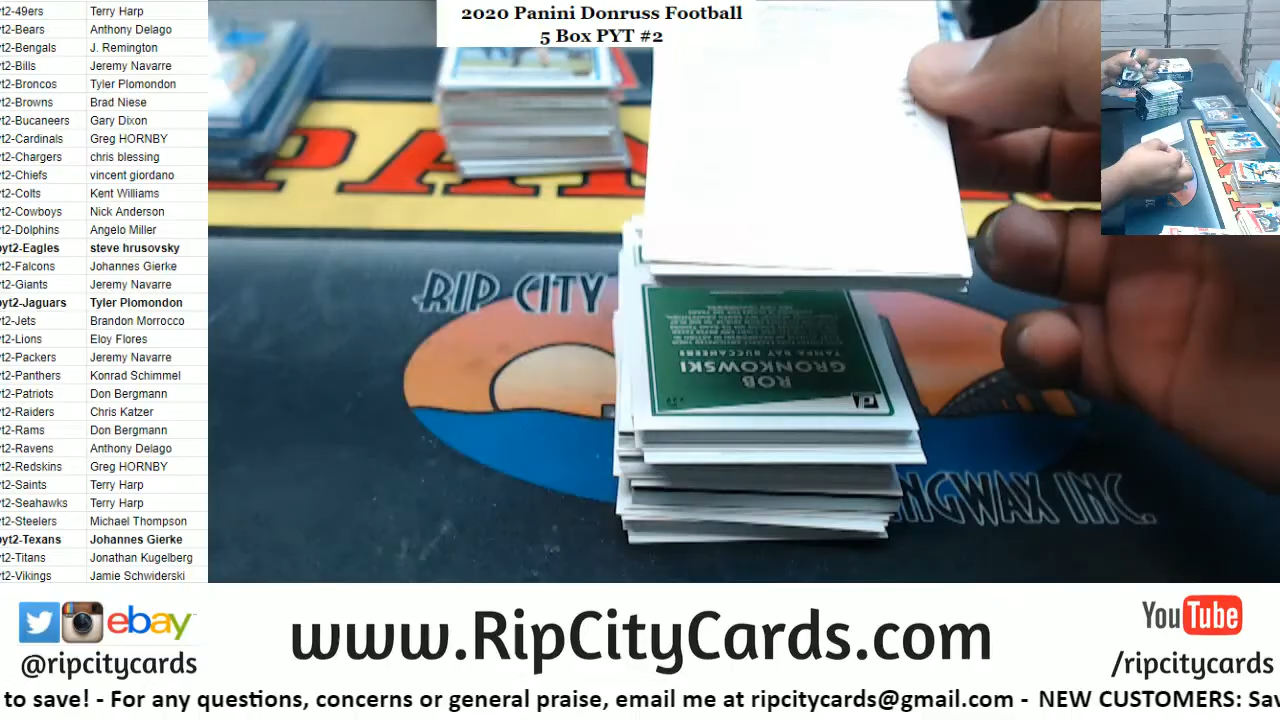 2020 Panini Donruss Football
5 Box PYT #2
yt2-49ers Terry Harp
yt2-Bears Anthony Delago
yt2-Bengals J. Remington
yt2-Bills Jeremy Navarre
yt2-Broncos Tyler Plomondon
yt2-Browns Brad Niese
yt2-Bucaneers Gary Dixon
yt2-Cardinals Greg HORNBY
yt2-Chargers chris blessing
yt2-Chiefs vincent giordano
yt2-Colts Kent Williams
yt2-Cowboys Nick Anderson
yt2-Dolphins Angelo Miller
pyt2-Eagles steve hrusovsky
yt2-Falcons Johannes Gierke
yt2-Giants Johannes Gierke
pyt2-Jaguars Tyler Plomondon
yt2-Jets Brandon Morrocco
yt2-Lions Eloy Flores
yt2-Packers Jeremy Navarre
yt2-Panthers Konrad Schimmel
yt2-Patriots Don Bergmann
yt2-Raiders Chris Katzer
yt2-Rams Don Bergmann
yt2-Ravens Anthony Delago
yt2-Redskins Greg HORNBY
yt2-Saints Terry Harp
yt2-Seahawks Terry Harp
yt2-Steelers Michael Thompson
pyt2-Texans Johannes Gierke
yt2-Titans Jonathan Kugelberg
yt2-Vikings Jamie Schwiderski
RIP CITY
TAMPA BAY BUCCANEERS
ROB
GRONKOWSKI
NGWAX INC.
ebay
@ripcitycards
www.RipCityCards.com
YouTube
/ripcitycards
to save! - For any questions, concerns or general praise, email me at ripcitycards@gmail.com - NEW CUSTOMERS: Sav